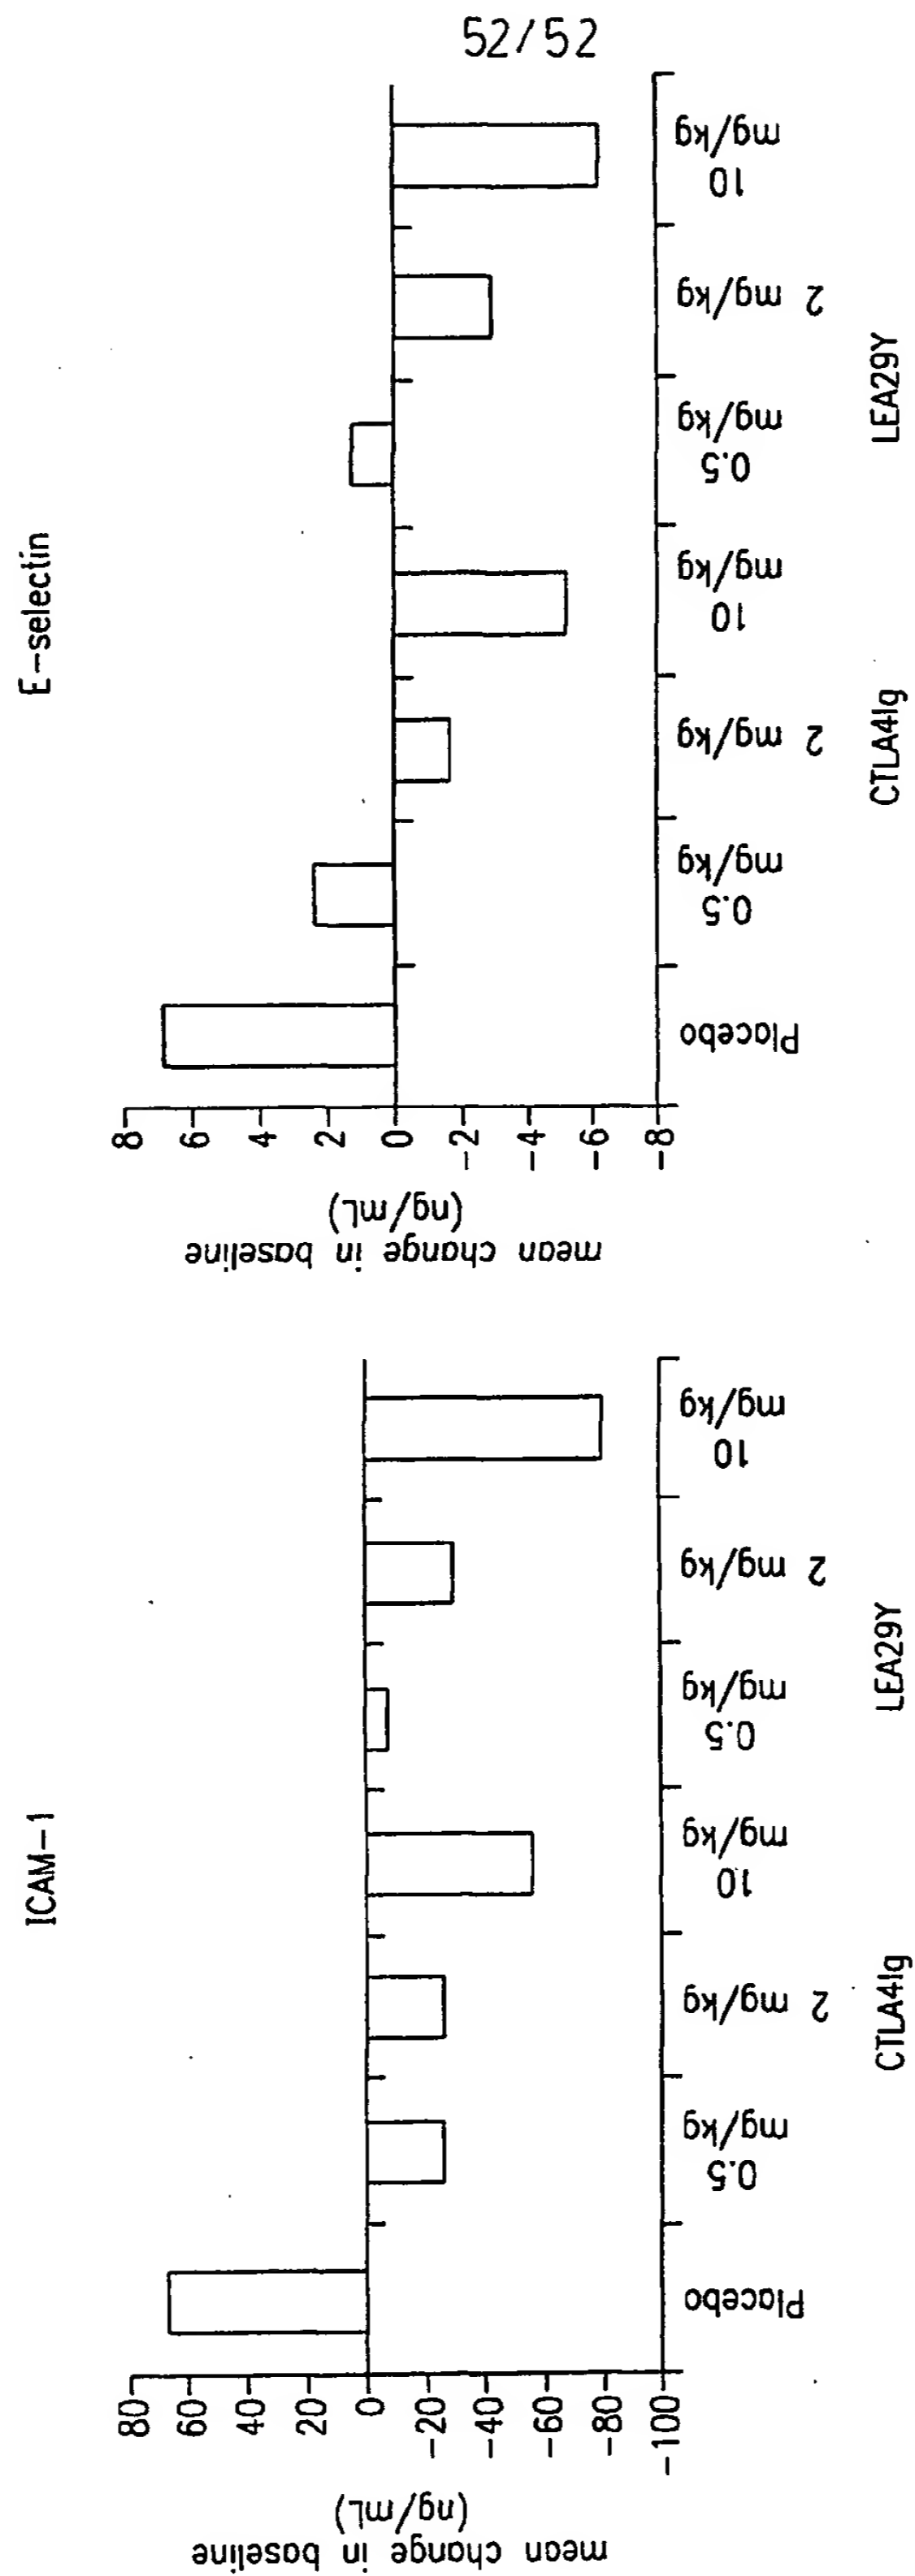 52/52
ICAM-1
mean change in baseline
(ng/mL)
80
60
40
20
0
-20
-40
-60
-80
-100
Placebo
0.5
mg/kg
2 mg/kg
10
mg/kg
0.5
mg/kg
2 mg/kg
10
mg/kg
CTLA4Ig
LEA29Y
E-selectin
mean change in baseline
(ng/mL)
8
6
4
2
0
-2
-4
-6
-8
Placebo
0.5
mg/kg
2 mg/kg
10
mg/kg
0.5
mg/kg
2 mg/kg
10
mg/kg
CTLA4Ig
LEA29Y